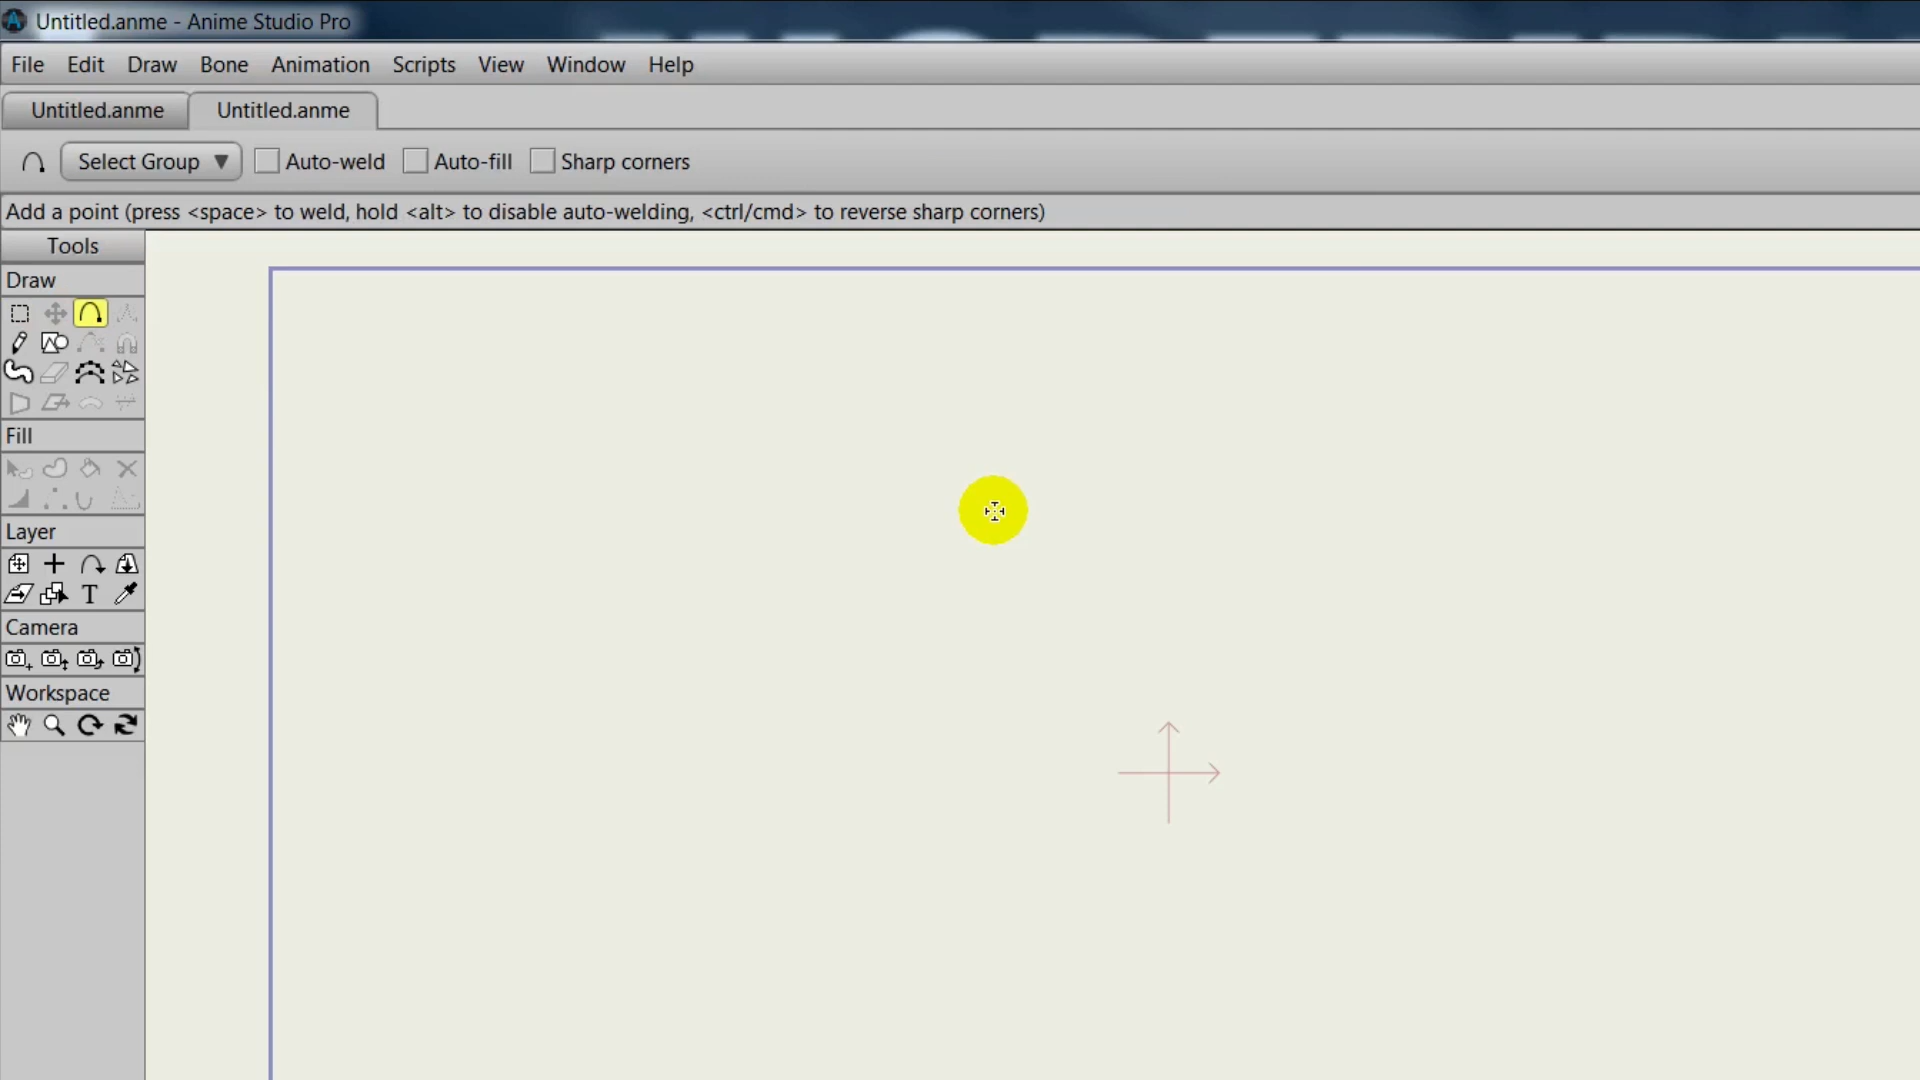 Untitled.anme - Anime Studio Pro
File Edit Draw Bone Animation Scripts View Window Help
Untitled.anme Untitled.anme
Select Group Auto-weld Auto-fill Sharp corners
Add a point (press <space> to weld, hold <alt> to disable auto-welding, <ctrl/cmd> to reverse sharp corners)
Tools
Draw
Fill
Layer
T
Camera
Workspace